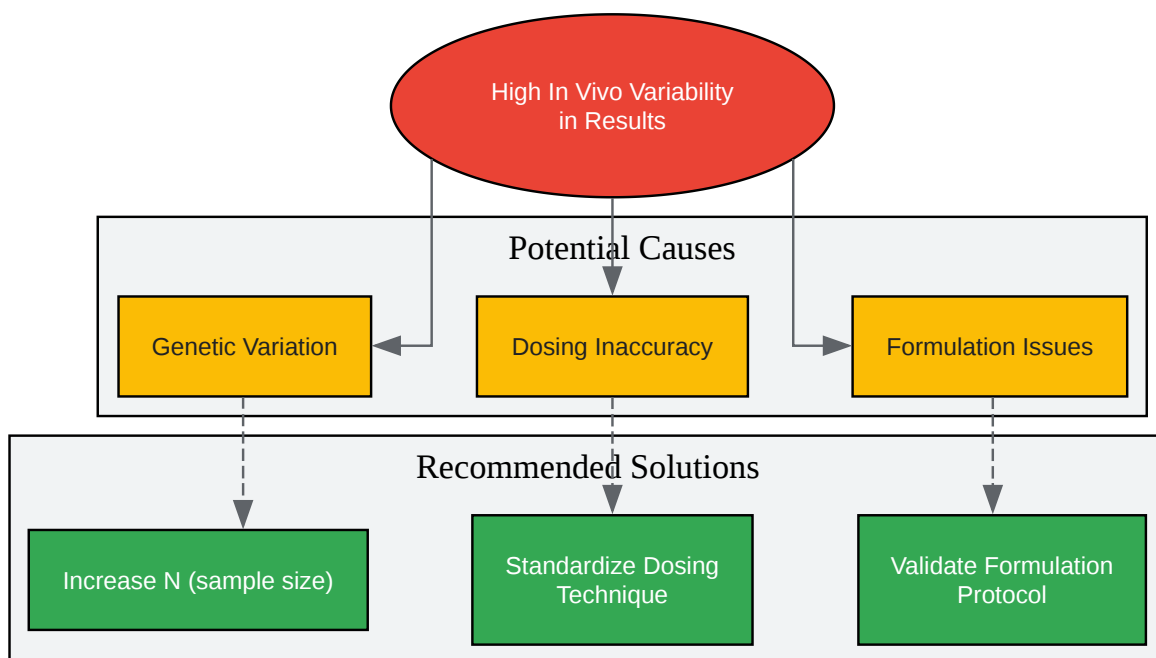 High In Vivo Variability
in Results
Potential Causes
Genetic Variation
Dosing Inaccuracy
Formulation Issues
Recommended Solutions
Increase N (sample size)
Standardize Dosing
Technique
Validate Formulation
Protocol